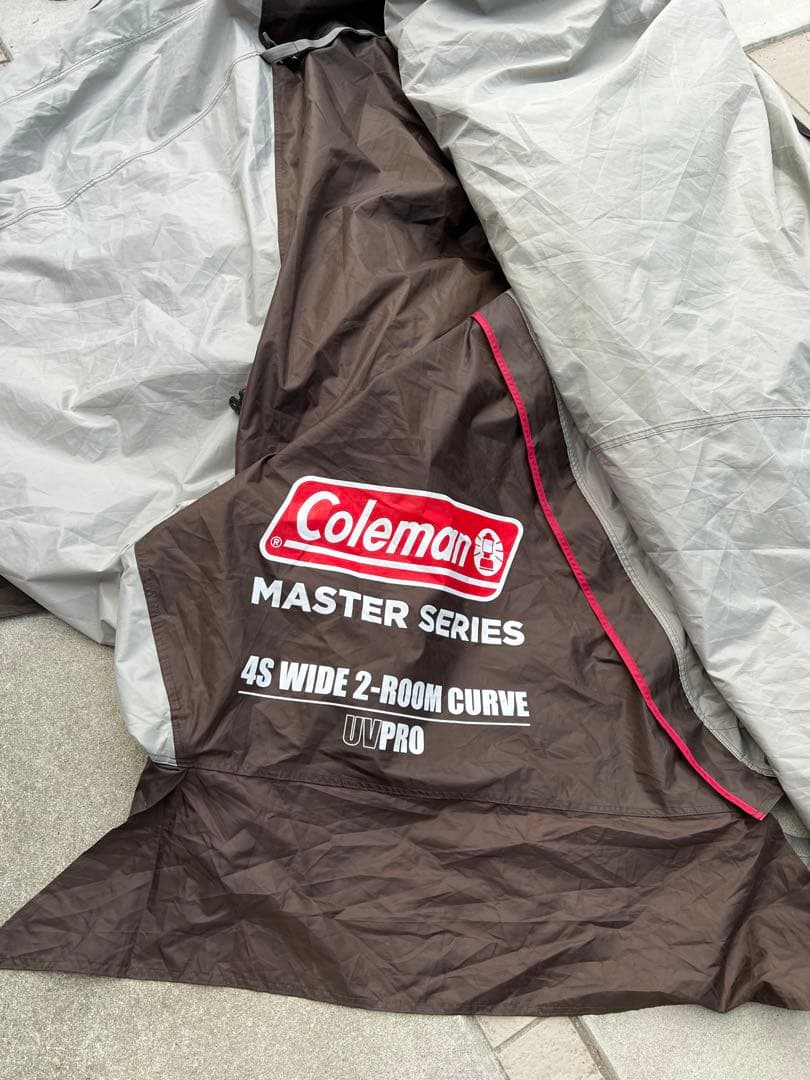 Coleman
®
MASTER SERIES
4S WIDE 2-ROOM CURVE
UVPRO